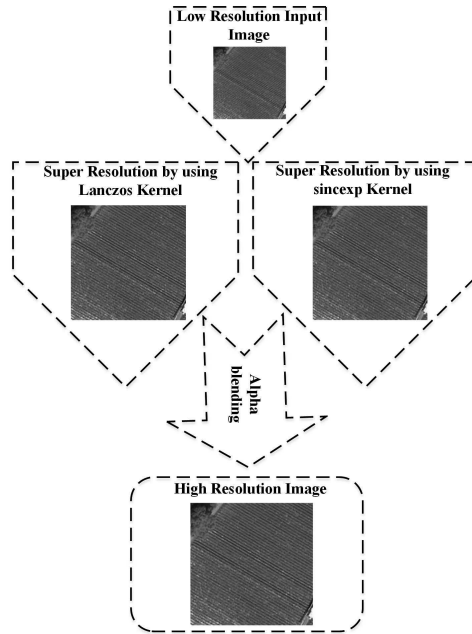 Low Resolution Input
Image
Super Resolution by using
Lanczos Kernel
Super Resolution by using
sincexp Kernel
Alpha
blending
High Resolution Image